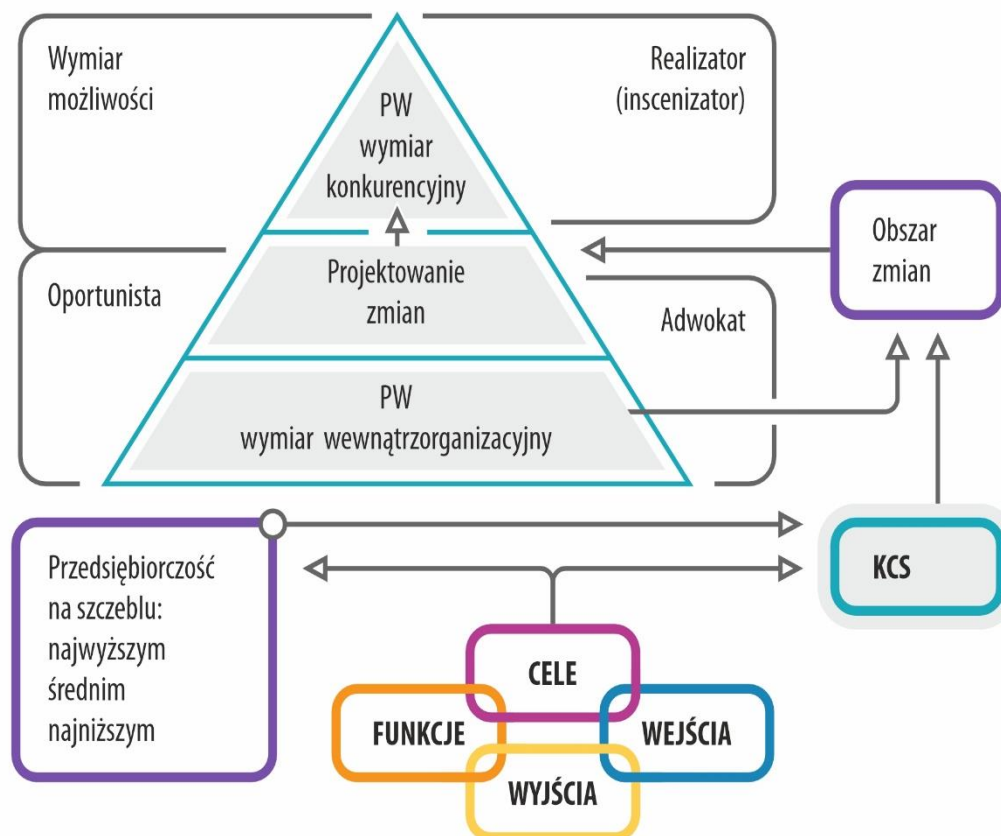 Wymiar
możliwości
PW
wymiar
konkurencyjny
Realizator
(inscenizator)
Obszar
zmian
Oportunista
Projektowanie
zmian
Adwokat
PW
wymiar wewnątrzorganizacyjny
Przedsiębiorczość
na szczeblu:
najwyższym
średnim
najniższym
KCS
CELE
FUNKCJE
WEJŚCIA
WYJŚCIA